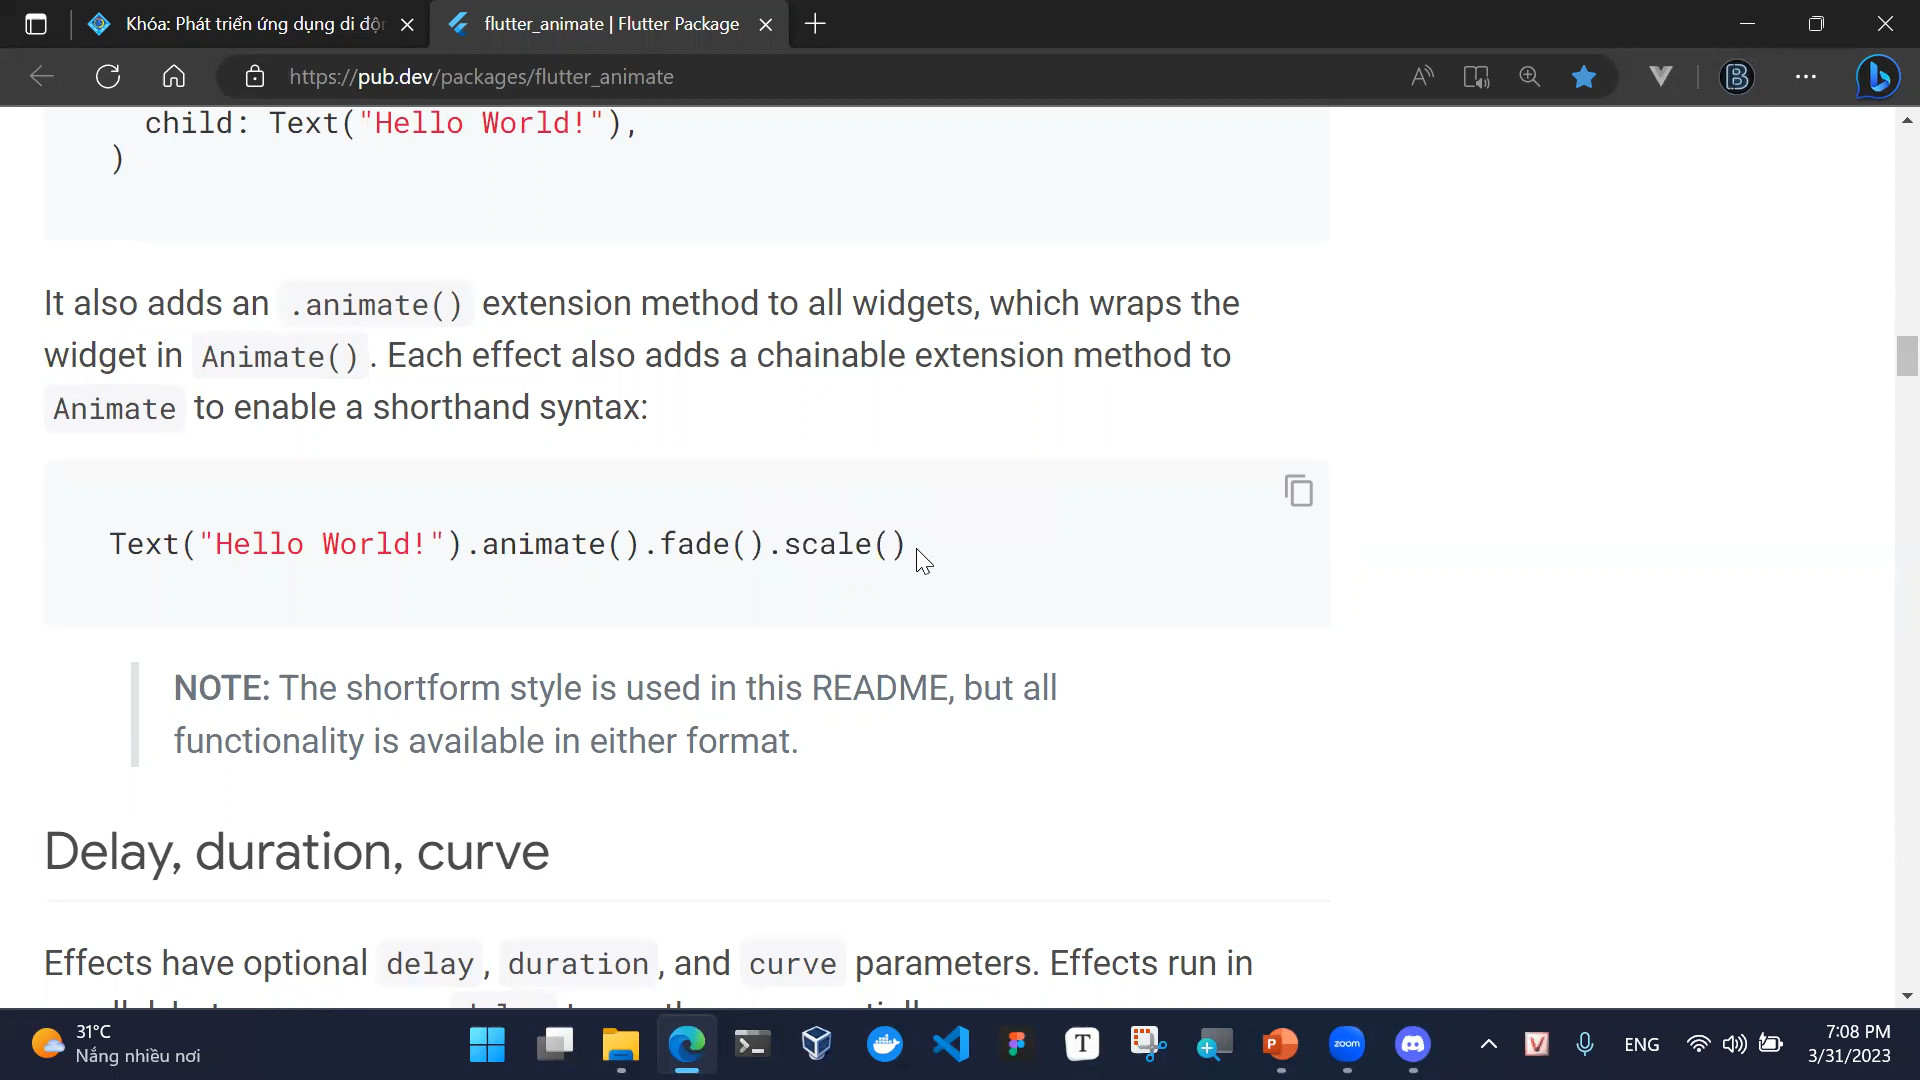 Khóa: Phát triển ứng dụng di độn
flutter_animate | Flutter Package
https://pub.dev/packages/flutter_animate
child: Text("Hello World!"),
)
It also adds an .animate() extension method to all widgets, which wraps the
widget in Animate(). Each effect also adds a chainable extension method to
Animate to enable a shorthand syntax:
Text("Hello World!").animate().fade().scale()
NOTE: The shortform style is used in this README, but all
functionality is available in either format.
Delay, duration, curve
Effects have optional delay, duration, and curve parameters. Effects run in
31°C
Nắng nhiều nơi
T
zoom
ENG
7:08 PM
3/31/2023